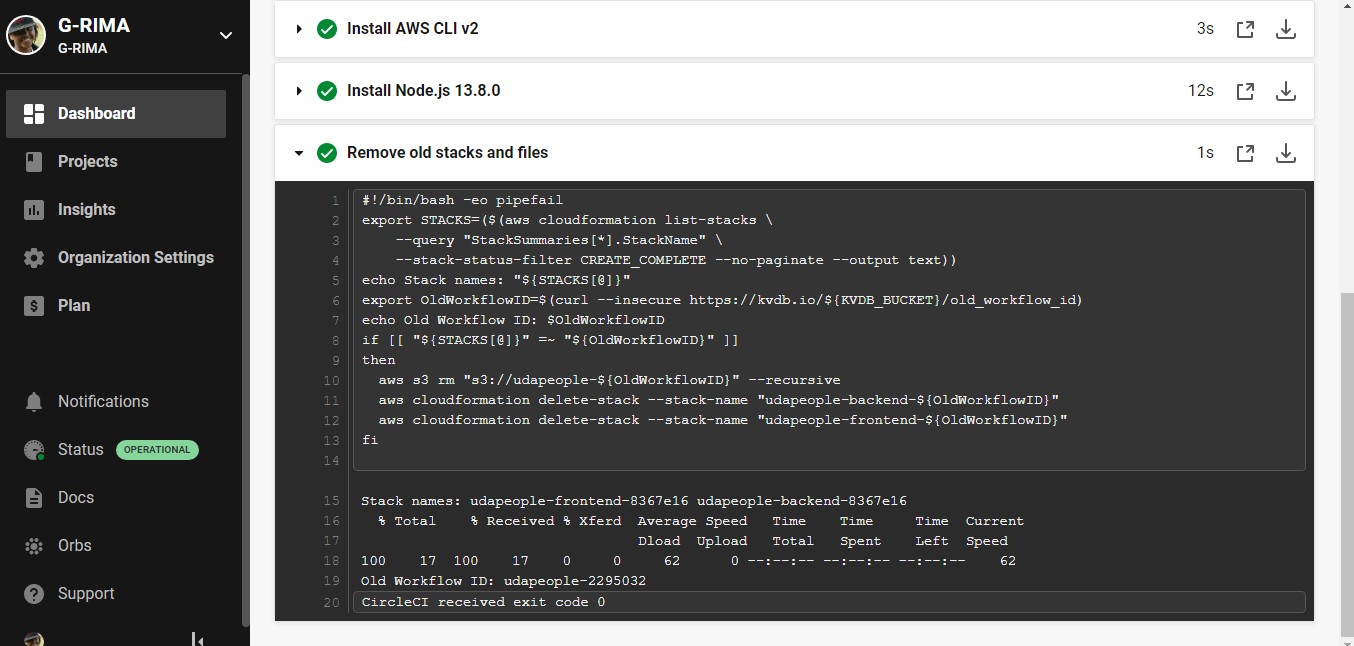 G-RIMA
G-RIMA
Dashboard
Projects
Insights
Organization Settings
Plan
Notifications
Status OPERATIONAL
Docs
Orbs
Support
Install AWS CLI v2 3s
Install Node.js 13.8.0 12s
Remove old stacks and files 1s
1 #!/bin/bash -eo pipefail
2 export STACKS=($(aws cloudformation list-stacks \
3     --query "StackSummaries[*].StackName" \
4     --stack-status-filter CREATE_COMPLETE --no-paginate --output text))
5 echo Stack names: "${STACKS[@]}"
6 export OldWorkflowID=$(curl --insecure https://kvdb.io/${KVDB_BUCKET}/old_workflow_id)
7 echo Old Workflow ID: $OldWorkflowID
8 if [[ "${STACKS[@]}" =~ "${OldWorkflowID}" ]]
9 then
10   aws s3 rm "s3://udapeople-${OldWorkflowID}" --recursive
11   aws cloudformation delete-stack --stack-name "udapeople-backend-${OldWorkflowID}"
12   aws cloudformation delete-stack --stack-name "udapeople-frontend-${OldWorkflowID}"
13 fi
14
15 Stack names: udapeople-frontend-8367e16 udapeople-backend-8367e16
16   % Total    % Received % Xferd  Average Speed   Time    Time     Time  Current
17                                  Dload  Upload   Total   Spent    Left  Speed
18 100    17  100    17    0     0     62      0 --:--:-- --:--:-- --:--:--    62
19 Old Workflow ID: udapeople-2295032
20 CircleCI received exit code 0